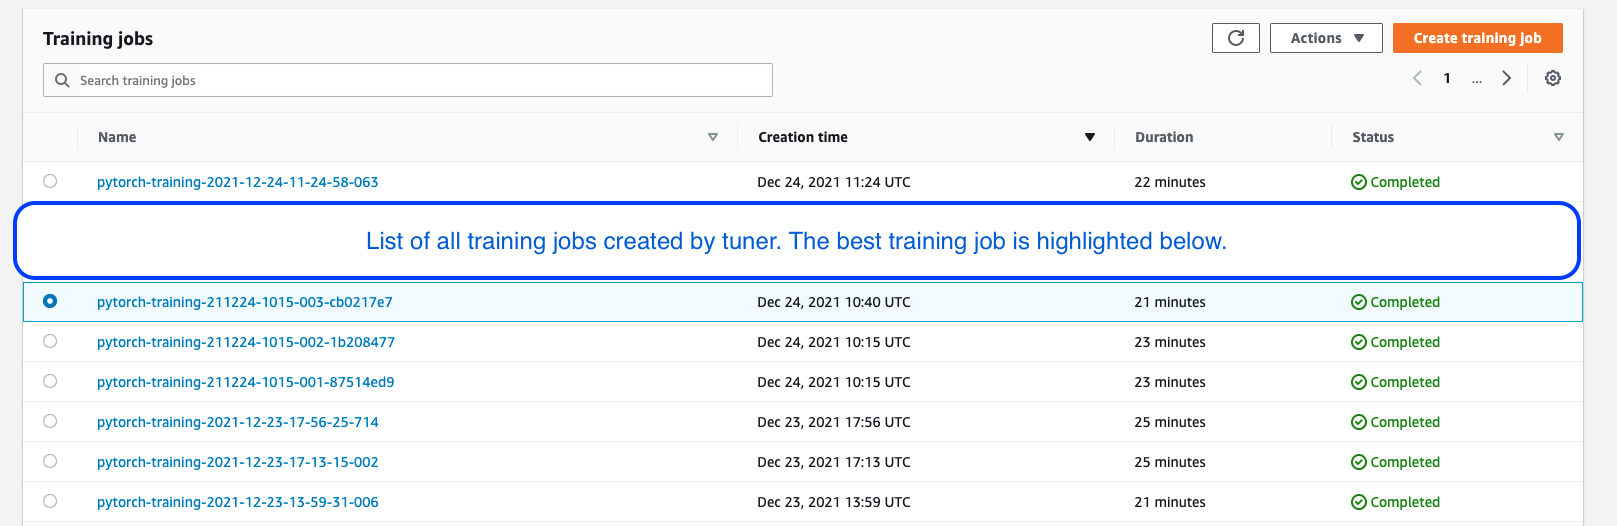 Training jobs
Actions
Create training job
Search training jobs
1 ...
Name Creation time Duration Status
pytorch-training-2021-12-24-11-24-58-063 Dec 24, 2021 11:24 UTC 22 minutes Completed
List of all training jobs created by tuner. The best training job is highlighted below.
pytorch-training-211224-1015-003-cb0217e7 Dec 24, 2021 10:40 UTC 21 minutes Completed
pytorch-training-211224-1015-002-1b208477 Dec 24, 2021 10:15 UTC 23 minutes Completed
pytorch-training-211224-1015-001-87514ed9 Dec 24, 2021 10:15 UTC 23 minutes Completed
pytorch-training-2021-12-23-17-56-25-714 Dec 23, 2021 17:56 UTC 25 minutes Completed
pytorch-training-2021-12-23-17-13-15-002 Dec 23, 2021 17:13 UTC 25 minutes Completed
pytorch-training-2021-12-23-13-59-31-006 Dec 23, 2021 13:59 UTC 21 minutes Completed